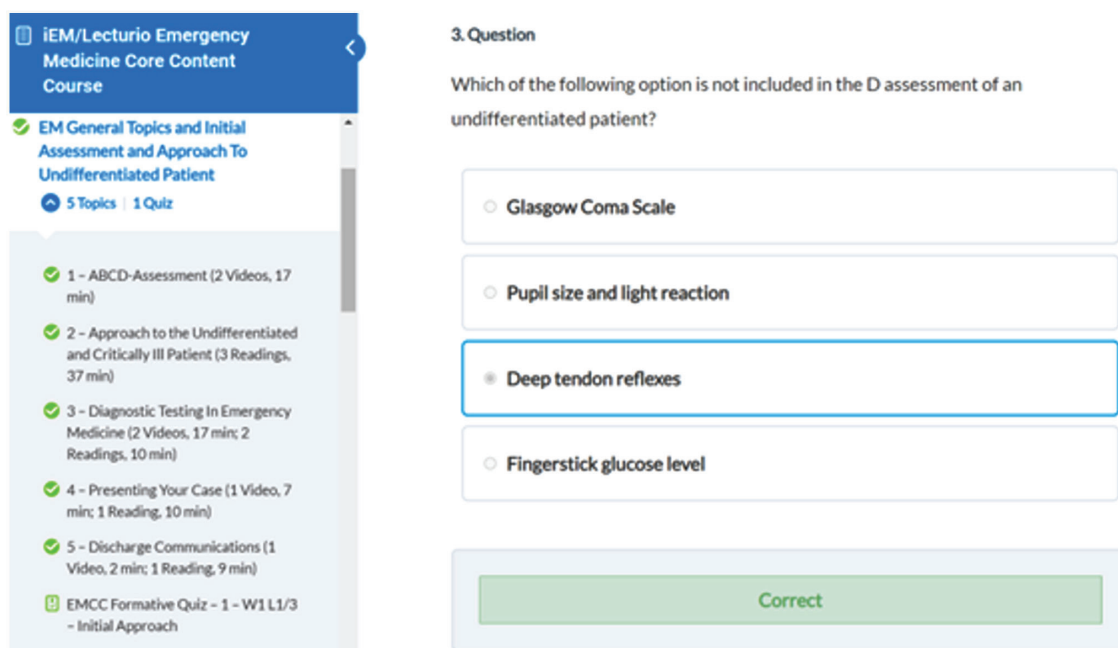 iEM/Lecturio Emergency
Medicine Core Content
Course
EM General Topics and Initial
Assessment and Approach To
Undifferentiated Patient
5 Topics | 1 Quiz
1 – ABCD-Assessment (2 Videos, 17
min)
2 – Approach to the Undifferentiated
and Critically Ill Patient (3 Readings,
37 min)
3 – Diagnostic Testing In Emergency
Medicine (2 Videos, 17 min; 2
Readings, 10 min)
4 – Presenting Your Case (1 Video, 7
min; 1 Reading, 10 min)
5 – Discharge Communications (1
Video, 2 min; 1 Reading, 9 min)
EMCC Formative Quiz – 1 – W1 L1/3
– Initial Approach
3. Question
Which of the following option is not included in the D assessment of an
undifferentiated patient?
Glasgow Coma Scale
Pupil size and light reaction
Deep tendon reflexes
Fingerstick glucose level
Correct